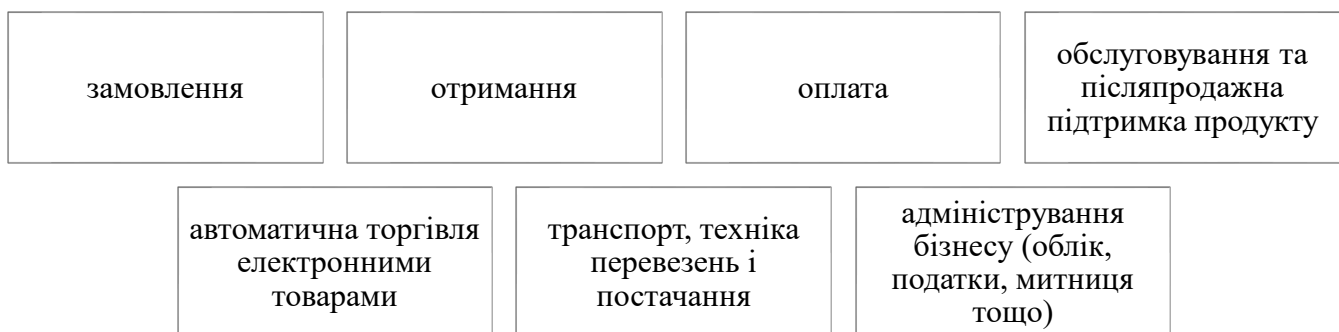 замовлення
отримання
оплата
обслуговування та
післяпродажна
підтримка продукту
автоматична торгівля
електронними
товарами
транспорт, техніка
перевезень і
постачання
адміністрування
бізнесу (облік,
податки, митниця
тощо)